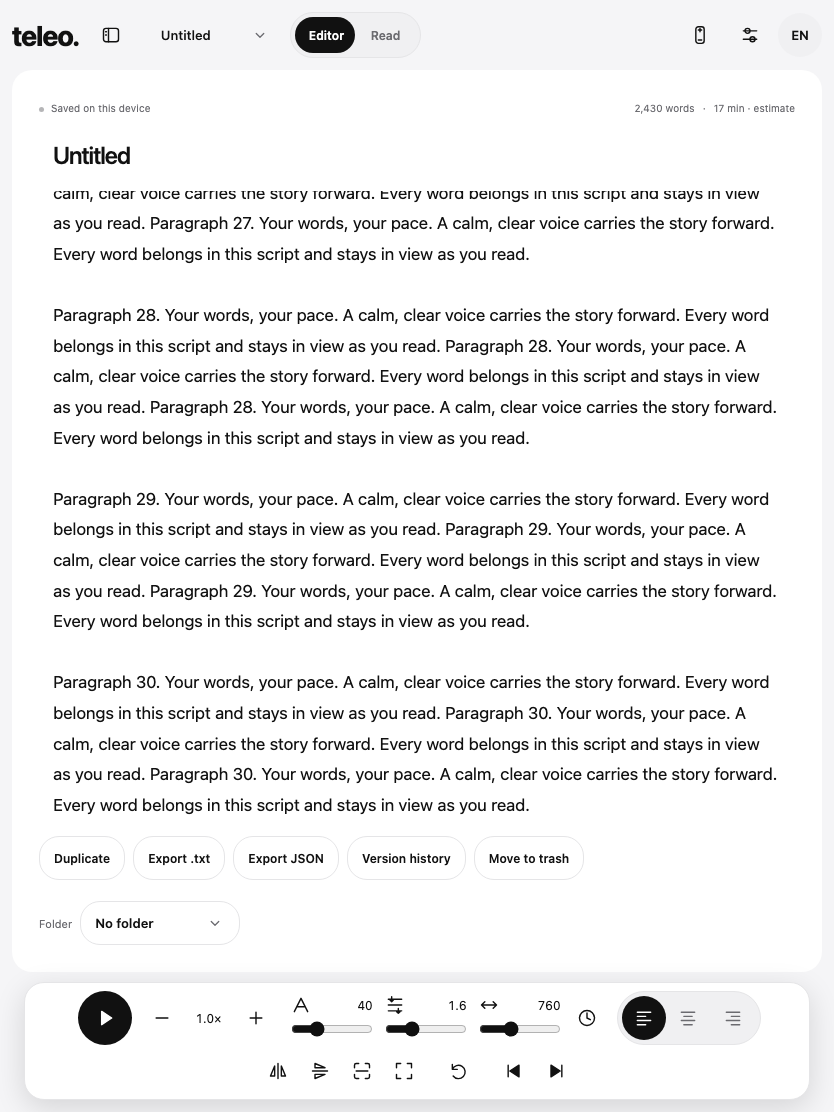 teleo.
Untitled
Editor
Read
EN
Saved on this device
2,430 words · 17 min · estimate
Untitled
calm, clear voice carries the story forward. Every word belongs in this script and stays in view
as you read. Paragraph 27. Your words, your pace. A calm, clear voice carries the story forward.
Every word belongs in this script and stays in view as you read.
Paragraph 28. Your words, your pace. A calm, clear voice carries the story forward. Every word
belongs in this script and stays in view as you read. Paragraph 28. Your words, your pace. A
calm, clear voice carries the story forward. Every word belongs in this script and stays in view
as you read. Paragraph 28. Your words, your pace. A calm, clear voice carries the story forward.
Every word belongs in this script and stays in view as you read.
Paragraph 29. Your words, your pace. A calm, clear voice carries the story forward. Every word
belongs in this script and stays in view as you read. Paragraph 29. Your words, your pace. A
calm, clear voice carries the story forward. Every word belongs in this script and stays in view
as you read. Paragraph 29. Your words, your pace. A calm, clear voice carries the story forward.
Every word belongs in this script and stays in view as you read.
Paragraph 30. Your words, your pace. A calm, clear voice carries the story forward. Every word
belongs in this script and stays in view as you read. Paragraph 30. Your words, your pace. A
calm, clear voice carries the story forward. Every word belongs in this script and stays in view
as you read. Paragraph 30. Your words, your pace. A calm, clear voice carries the story forward.
Every word belongs in this script and stays in view as you read.
Duplicate
Export .txt
Export JSON
Version history
Move to trash
Folder
No folder
1.0×
40
1.6
760